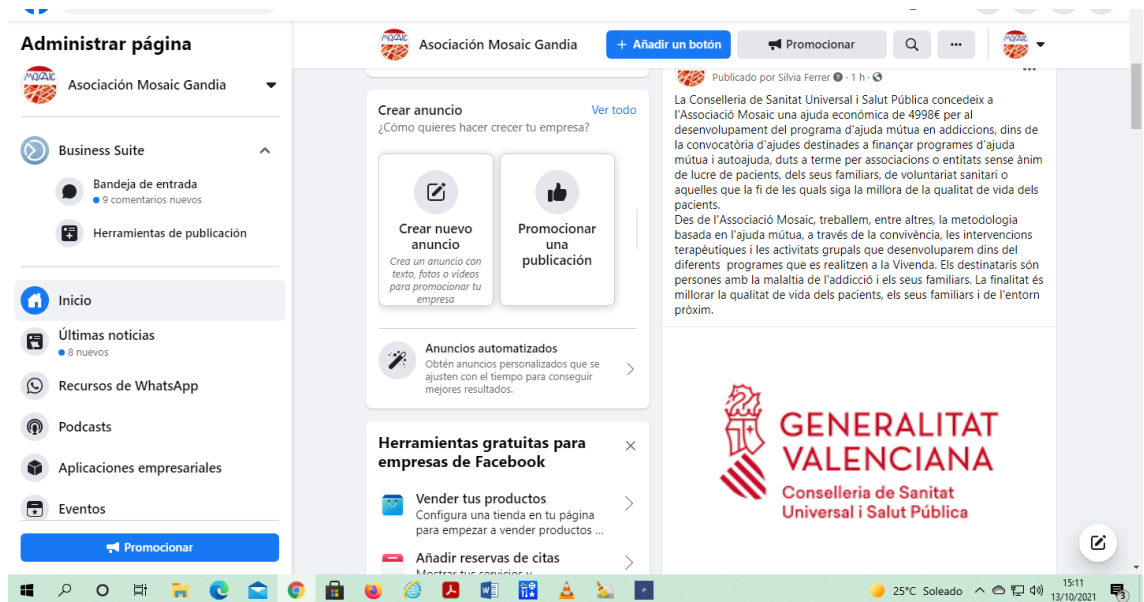 Administrar página
MOZAIC
Asociación Mosaic Gandia
Business Suite
Bandeja de entrada
9 comentarios nuevos
Herramientas de publicación
Inicio
Últimas noticias
8 nuevos
Recursos de WhatsApp
Podcasts
Aplicaciones empresariales
Eventos
Promocionar
Asociación Mosaic Gandia
+ Añadir un botón
Promocionar
Crear anuncio
Ver todo
¿Cómo quieres hacer crecer tu empresa?
Crear nuevo
anuncio
Crea un anuncio con
texto, fotos o vídeos
para promocionar tu
empresa
Promocionar
una
publicación
Anuncios automatizados
Obtén anuncios personalizados que se
ajusten con el tiempo para conseguir
mejores resultados.
Herramientas gratuitas para
empresas de Facebook
Vender tus productos
Configura una tienda en tu página
para empezar a vender productos ...
Añadir reservas de citas
Mostrar tus servicios y
Publicado por Silvia Ferrer · 1 h ·
La Conselleria de Sanitat Universal i Salut Pública concedeix a
l'Associació Mosaic una ajuda económica de 4998€ per al
desenvolupament del programa d'ajuda mútua en addiccions, dins de
la convocatòria d'ajudes destinades a finançar programes d'ajuda
mútua i autoajuda, duts a terme per associacions o entitats sense ànim
de lucre de pacients, dels seus familiars, de voluntariat sanitari o
aquelles que la fi de les quals siga la millora de la qualitat de vida dels
pacients.
Des de l'Associació Mosaic, treballem, entre altres, la metodologia
basada en l'ajuda mútua, a través de la convivència, les intervencions
terapèutiques i les activitats grupals que desenvoluparem dins del
diferents programes que es realitzen a la Vivenda. Els destinataris són
persones amb la malaltia de l'addicció i els seus familiars. La finalitat és
millorar la qualitat de vida dels pacients, els seus familiars i de l'entorn
pròxim.
GENERALITAT
VALENCIANA
Conselleria de Sanitat
Universal i Salut Pública
25°C Soleado
15:11
13/10/2021
3